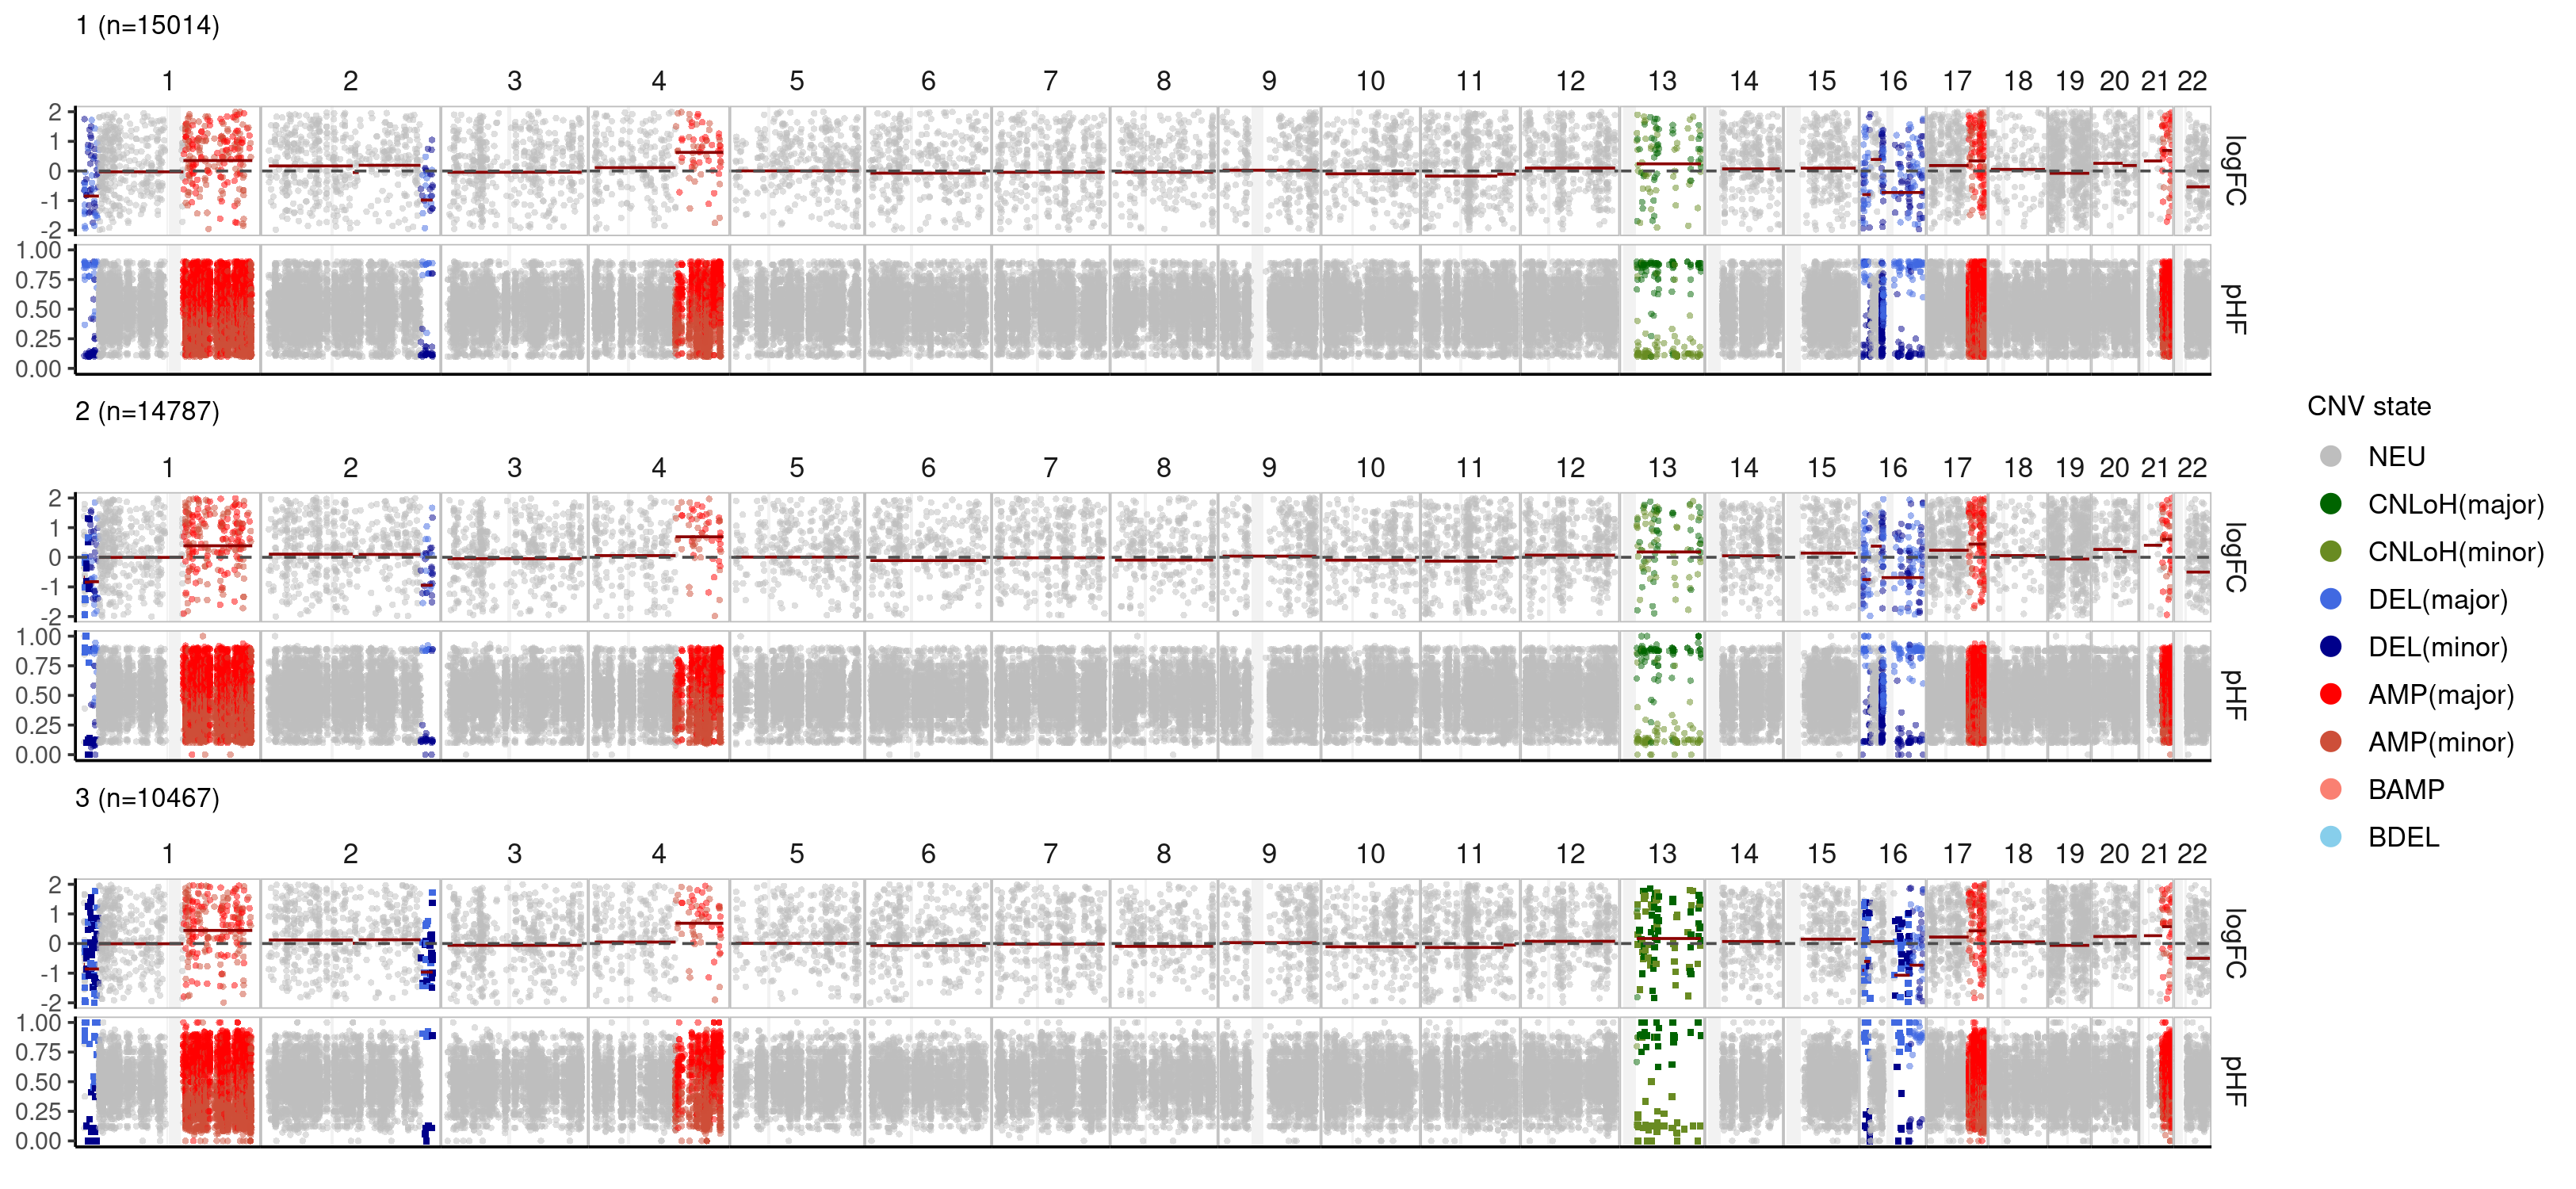 1 (n=15014)
1 2 3 4 5 6 7 8 9 10 11 12 13 14 15 16 17 18 19 20 21 22
2
1
0
-1
-2
logFC
1.00
0.75
0.50
0.25
0.00
pHF
2 (n=14787)
1 2 3 4 5 6 7 8 9 10 11 12 13 14 15 16 17 18 19 20 21 22
2
1
0
-1
-2
logFC
1.00
0.75
0.50
0.25
0.00
pHF
3 (n=10467)
1 2 3 4 5 6 7 8 9 10 11 12 13 14 15 16 17 18 19 20 21 22
2
1
0
-1
-2
logFC
1.00
0.75
0.50
0.25
0.00
pHF
CNV state
NEU
CNLoH(major)
CNLoH(minor)
DEL(major)
DEL(minor)
AMP(major)
AMP(minor)
BAMP
BDEL